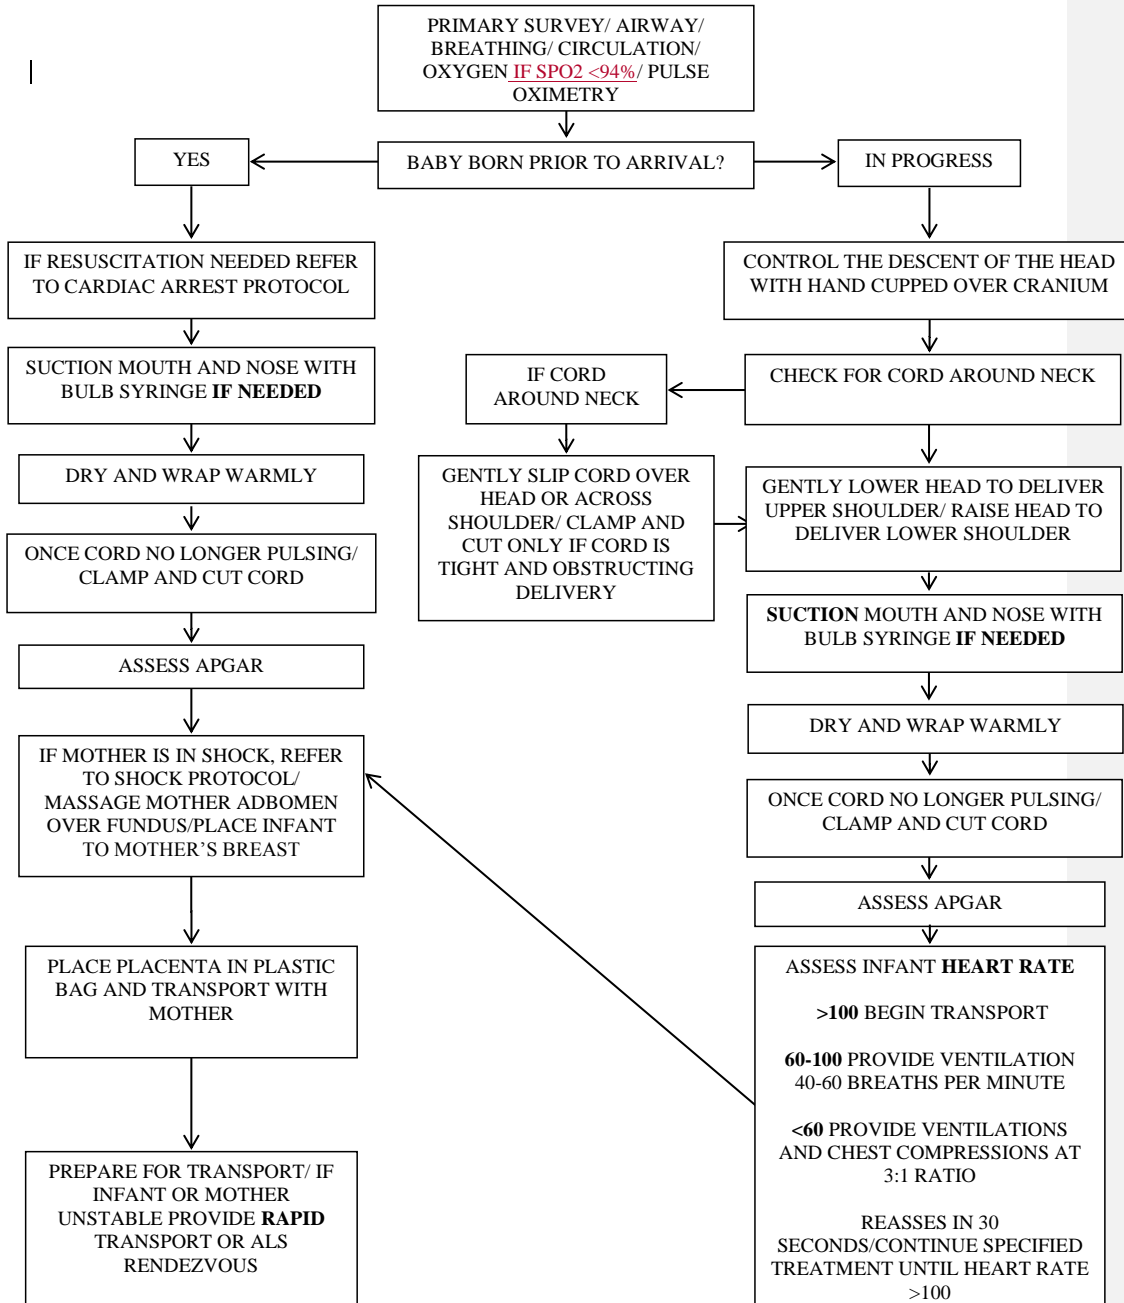 PRIMARY SURVEY/ AIRWAY/
BREATHING/ CIRCULATION/
OXYGEN IF SPO2 <94%/ PULSE
OXIMETRY
YES
BABY BORN PRIOR TO ARRIVAL?
IN PROGRESS
IF RESUSCITATION NEEDED REFER
TO CARDIAC ARREST PROTOCOL
SUCTION MOUTH AND NOSE WITH
BULB SYRINGE IF NEEDED
DRY AND WRAP WARMLY
ONCE CORD NO LONGER PULSING/
CLAMP AND CUT CORD
ASSESS APGAR
IF MOTHER IS IN SHOCK, REFER
TO SHOCK PROTOCOL/
MASSAGE MOTHER ADBOMEN
OVER FUNDUS/PLACE INFANT
TO MOTHER’S BREAST
PLACE PLACENTA IN PLASTIC
BAG AND TRANSPORT WITH
MOTHER
PREPARE FOR TRANSPORT/ IF
INFANT OR MOTHER
UNSTABLE PROVIDE RAPID
TRANSPORT OR ALS
RENDEZVOUS
CONTROL THE DESCENT OF THE HEAD
WITH HAND CUPPED OVER CRANIUM
CHECK FOR CORD AROUND NECK
IF CORD
AROUND NECK
GENTLY SLIP CORD OVER
HEAD OR ACROSS
SHOULDER/ CLAMP AND
CUT ONLY IF CORD IS
TIGHT AND OBSTRUCTING
DELIVERY
GENTLY LOWER HEAD TO DELIVER
UPPER SHOULDER/ RAISE HEAD TO
DELIVER LOWER SHOULDER
SUCTION MOUTH AND NOSE WITH
BULB SYRINGE IF NEEDED
DRY AND WRAP WARMLY
ONCE CORD NO LONGER PULSING/
CLAMP AND CUT CORD
ASSESS APGAR
ASSESS INFANT HEART RATE
>100 BEGIN TRANSPORT
60-100 PROVIDE VENTILATION
40-60 BREATHS PER MINUTE
<60 PROVIDE VENTILATIONS
AND CHEST COMPRESSIONS AT
3:1 RATIO
REASSES IN 30
SECONDS/CONTINUE SPECIFIED
TREATMENT UNTIL HEART RATE
>100